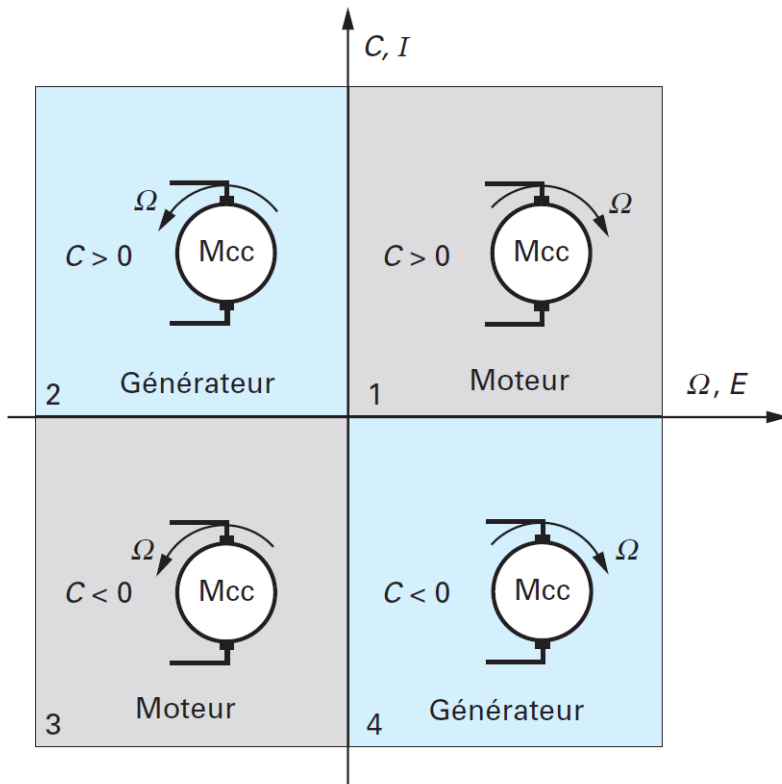 C, I
Ω
Mcc
C > 0
Générateur
2
Ω
Mcc
C > 0
Moteur
1
Ω, E
Ω
Mcc
C < 0
Moteur
3
Ω
Mcc
C < 0
Générateur
4